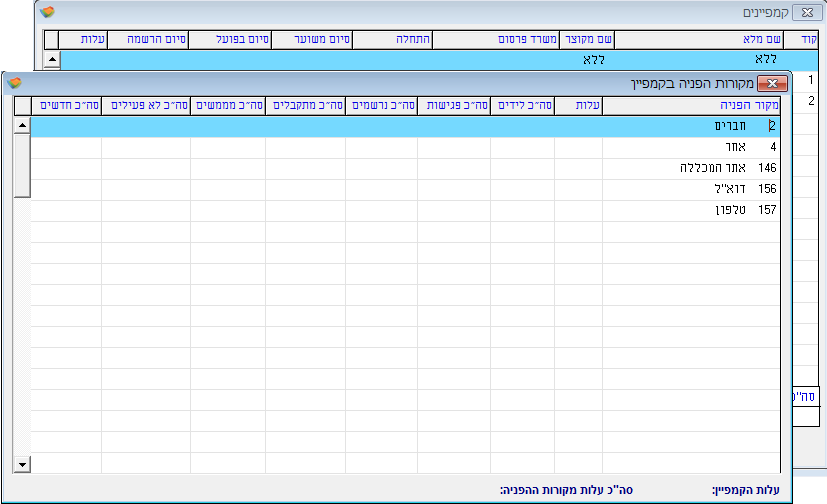 קמפיינים
קוד שם מלא שם מקוצר משרד פרסום התחלה סיום משוער סיום בפועל סיום הרשמה עלות
ללא ללא
1
2
סה"כ
מקורות הפניה בקמפיין
מקור הפניה עלות סה"כ לידים סה"כ פגישות סה"כ נרשמים סה"כ מתקבלים סה"כ מממשים סה"כ לא פעילים סה"כ חדשים
2 חברים
4 אחר
146 אתר המכללה
156 דוא"ל
157 טלפון
עלות הקמפיין: סה"כ עלות מקורות ההפניה: